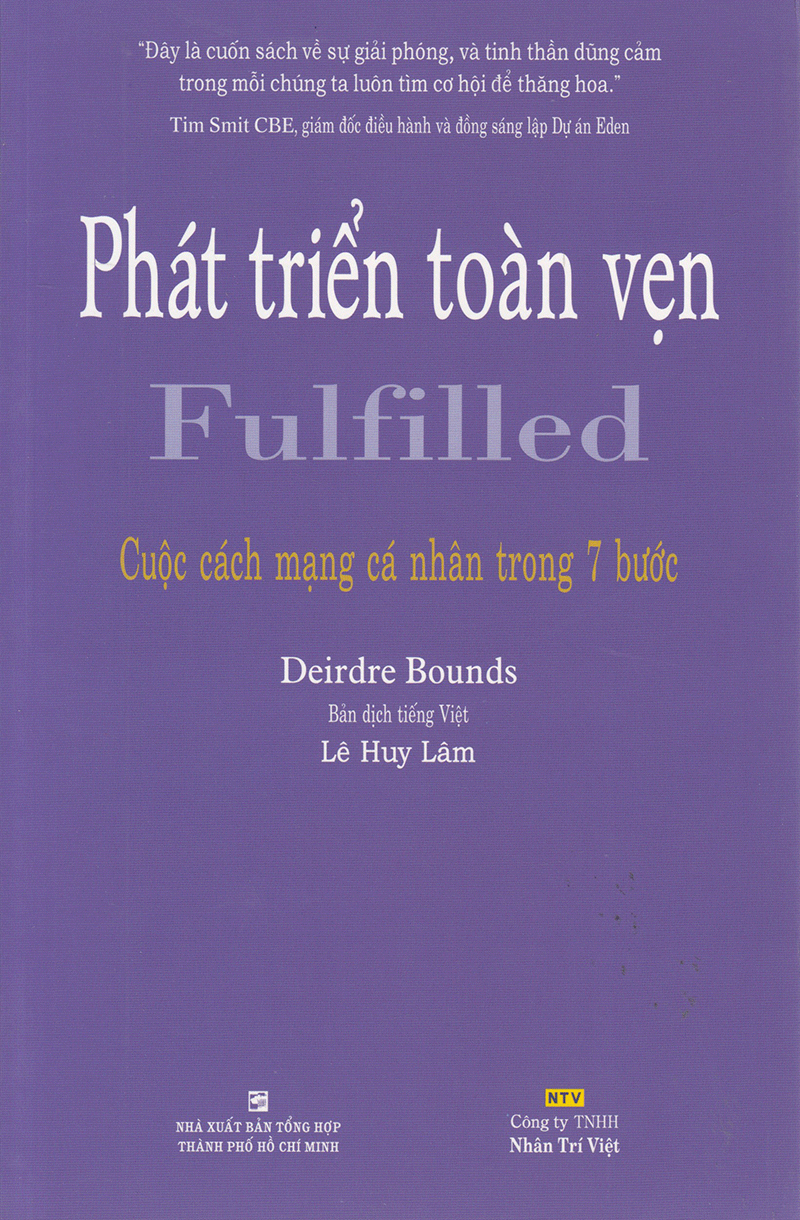 “Đây là cuốn sách về sự giải phóng, và tinh thần dũng cảm
trong mỗi chúng ta luôn tìm cơ hội để thăng hoa.”
Tim Smit CBE, giám đốc điều hành và đồng sáng lập Dự án Eden
Phát triển toàn vẹn
Fulfilled
Cuộc cách mạng cá nhân trong 7 bước
Deirdre Bounds
Bản dịch tiếng Việt
Lê Huy Lâm
NHÀ XUẤT BẢN TỔNG HỢP
THÀNH PHỐ HỒ CHÍ MINH
NTV
Công ty TNHH
Nhân Trí Việt